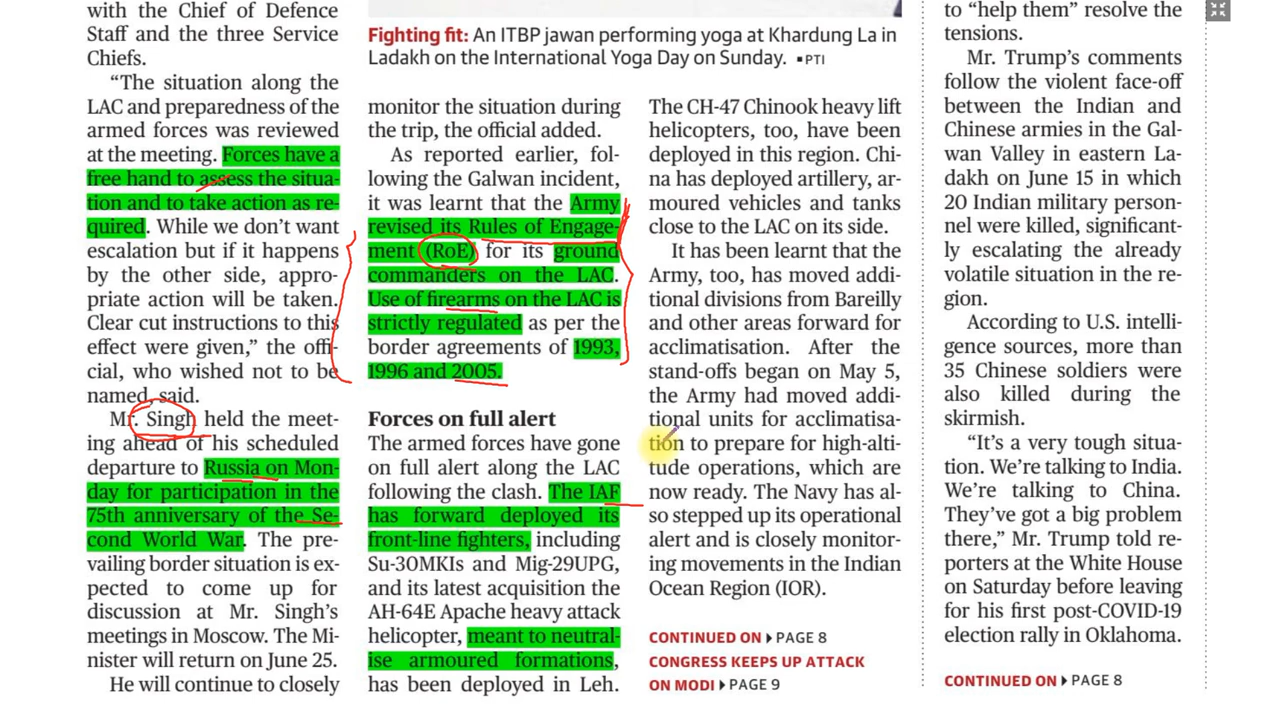 with the Chief of Defence
Staff and the three Service
Chiefs.
“The situation along the
LAC and preparedness of the
armed forces was reviewed
at the meeting. Forces have a
free hand to assess the situa-
tion and to take action as re-
quired. While we don’t want
escalation but if it happens
by the other side, appro-
priate action will be taken.
Clear cut instructions to this
effect were given,” the offi-
cial, who wished not to be
named, said.
Mr. Singh held the meet-
ing ahead of his scheduled
departure to Russia on Mon-
day for participation in the
75th anniversary of the Se-
cond World War. The pre-
vailing border situation is ex-
pected to come up for
discussion at Mr. Singh’s
meetings in Moscow. The Mi-
nister will return on June 25.
He will continue to closely
Fighting fit: An ITBP jawan performing yoga at Khardung La in
Ladakh on the International Yoga Day on Sunday. ▪PTI
monitor the situation during
the trip, the official added.
As reported earlier, fol-
lowing the Galwan incident,
it was learnt that the Army
revised its Rules of Engage-
ment (RoE) for its ground
commanders on the LAC.
Use of firearms on the LAC is
strictly regulated as per the
border agreements of 1993,
1996 and 2005.
Forces on full alert
The armed forces have gone
on full alert along the LAC
following the clash. The IAF
has forward deployed its
front-line fighters, including
Su-30MKIs and Mig-29UPG,
and its latest acquisition the
AH-64E Apache heavy attack
helicopter, meant to neutral-
ise armoured formations,
has been deployed in Leh.
The CH-47 Chinook heavy lift
helicopters, too, have been
deployed in this region. Chi-
na has deployed artillery, ar-
moured vehicles and tanks
close to the LAC on its side.
It has been learnt that the
Army, too, has moved addi-
tional divisions from Bareilly
and other areas forward for
acclimatisation. After the
stand-offs began on May 5,
the Army had moved addi-
tional units for acclimatisa-
tion to prepare for high-alti-
tude operations, which are
now ready. The Navy has al-
so stepped up its operational
alert and is closely monitor-
ing movements in the Indian
Ocean Region (IOR).
CONTINUED ON ▸ PAGE 8
CONGRESS KEEPS UP ATTACK
ON MODI ▸ PAGE 9
to “help them” resolve the
tensions.
Mr. Trump’s comments
follow the violent face-off
between the Indian and
Chinese armies in the Gal-
wan Valley in eastern La-
dakh on June 15 in which
20 Indian military person-
nel were killed, significant-
ly escalating the already
volatile situation in the re-
gion.
According to U.S. intelli-
gence sources, more than
35 Chinese soldiers were
also killed during the
skirmish.
“It’s a very tough situa-
tion. We’re talking to India.
We’re talking to China.
They’ve got a big problem
there,” Mr. Trump told re-
porters at the White House
on Saturday before leaving
for his first post-COVID-19
election rally in Oklahoma.
CONTINUED ON ▸ PAGE 8